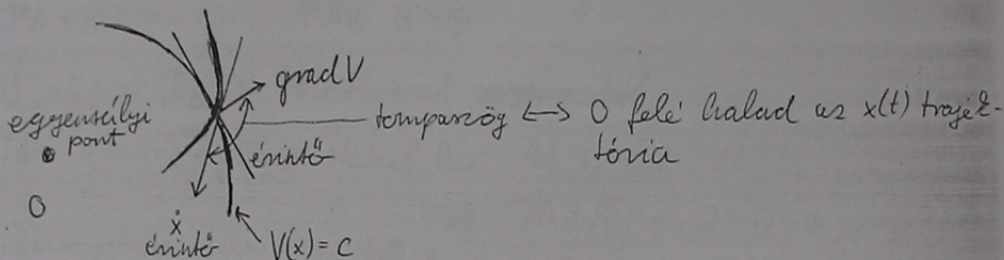 grad V
egyensúlyi
pont
tompaszög ⟷ 0 felé halad az x(t) trajek
tória
érintő
0
ẋ
érintő
V(x) = c